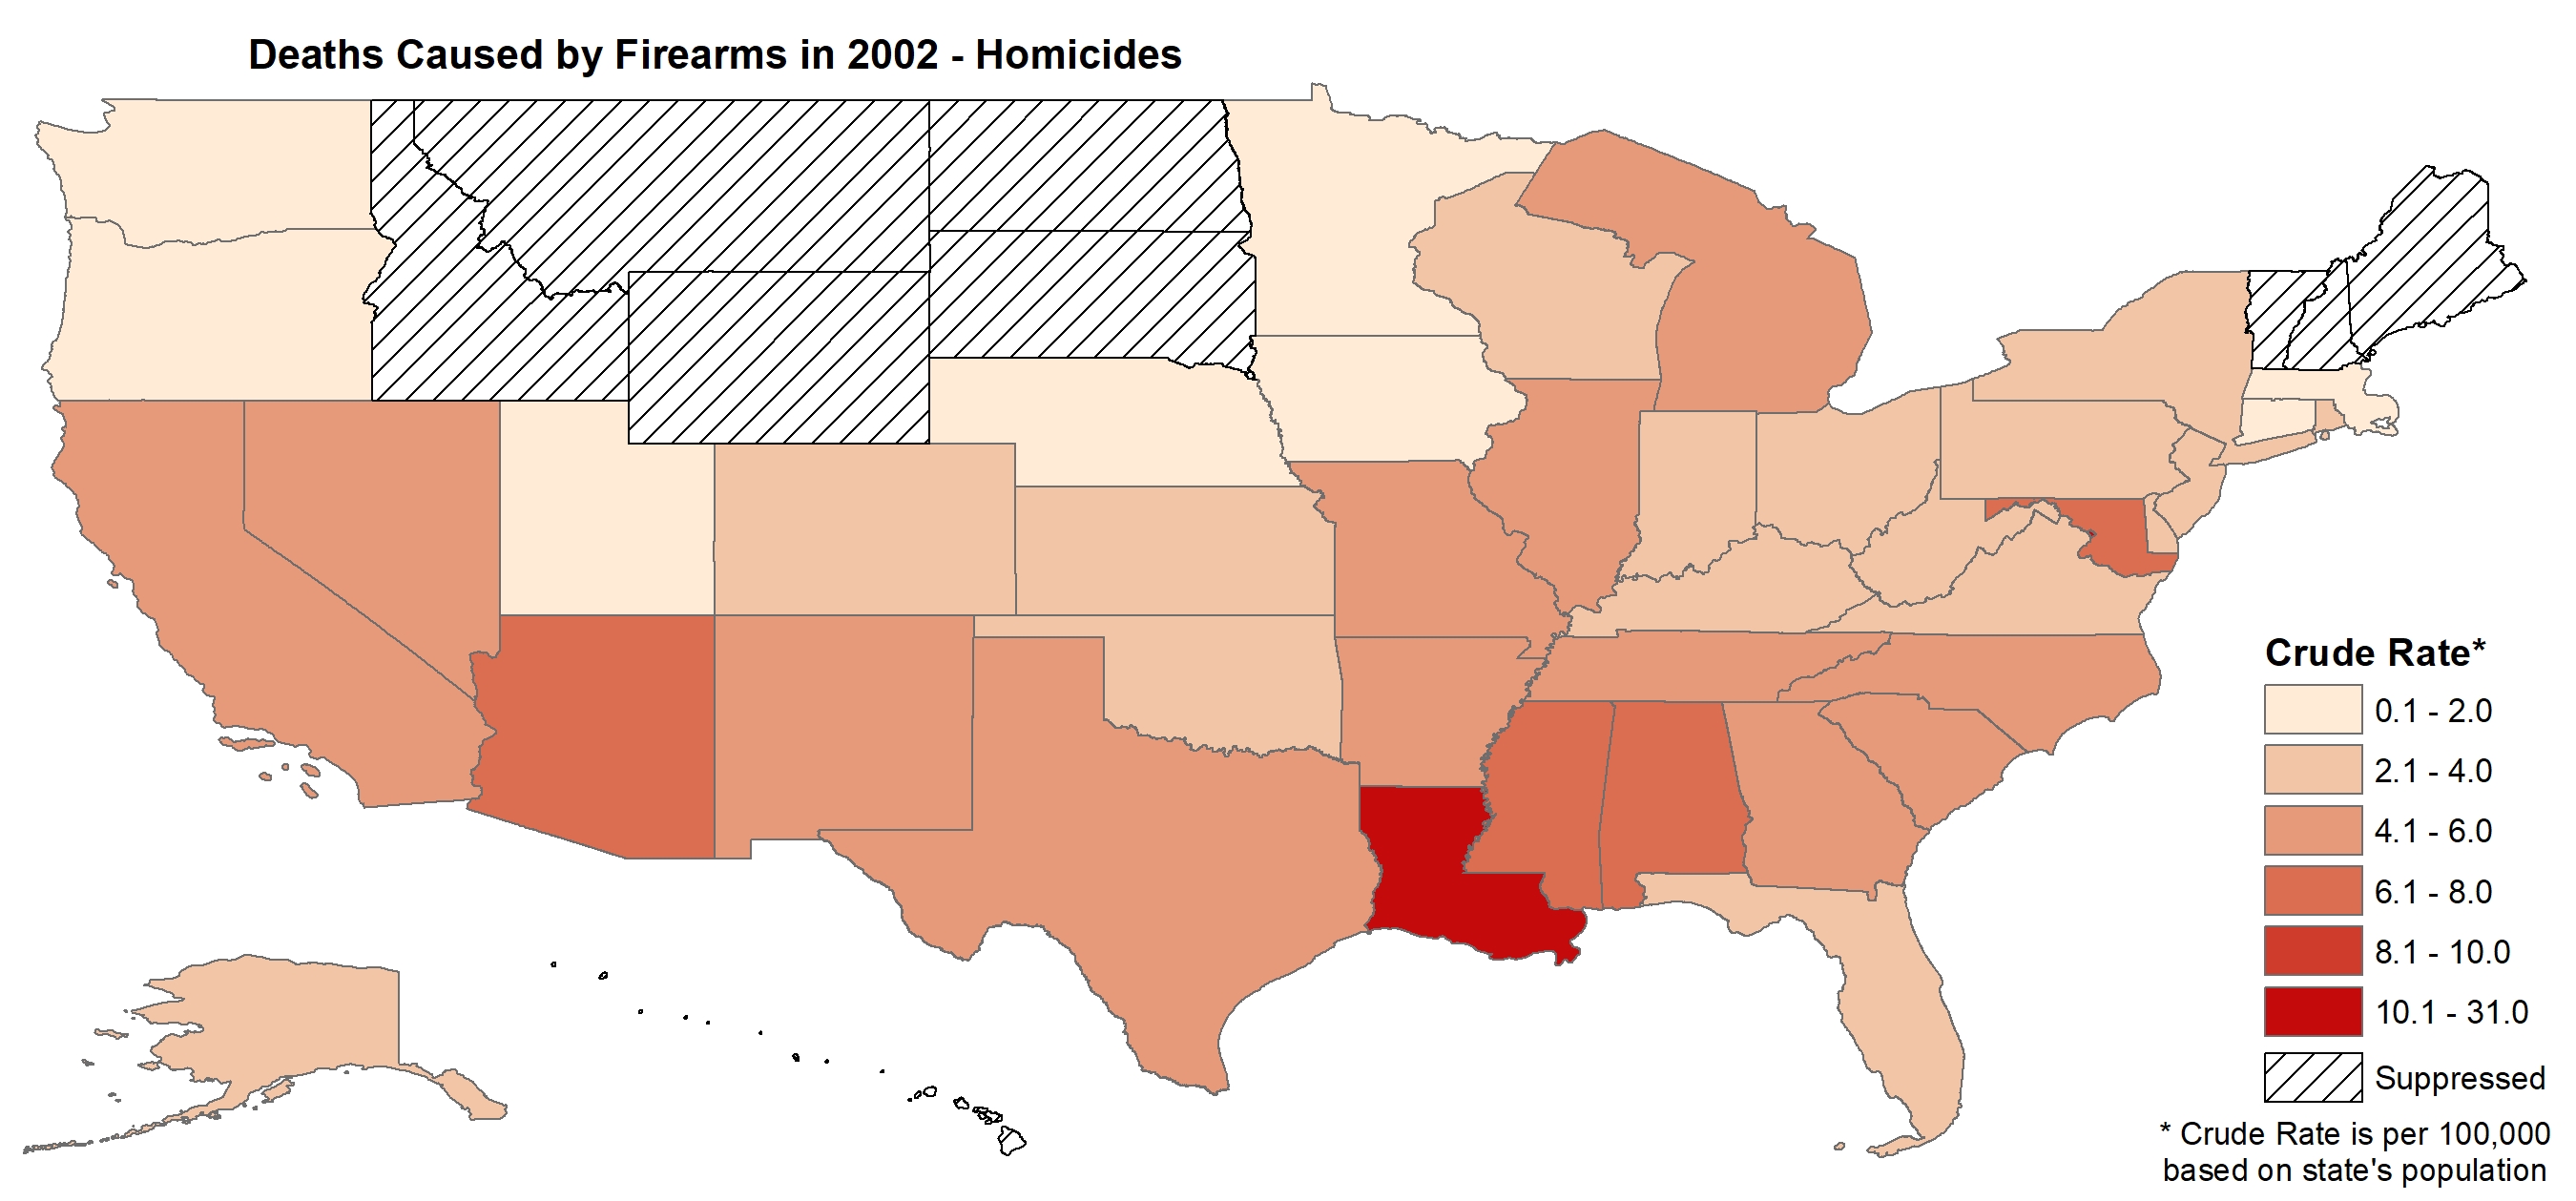 Deaths Caused by Firearms in 2002 - Homicides
Crude Rate*
0.1 - 2.0
2.1 - 4.0
4.1 - 6.0
6.1 - 8.0
8.1 - 10.0
10.1 - 31.0
Suppressed
* Crude Rate is per 100,000
based on state's population